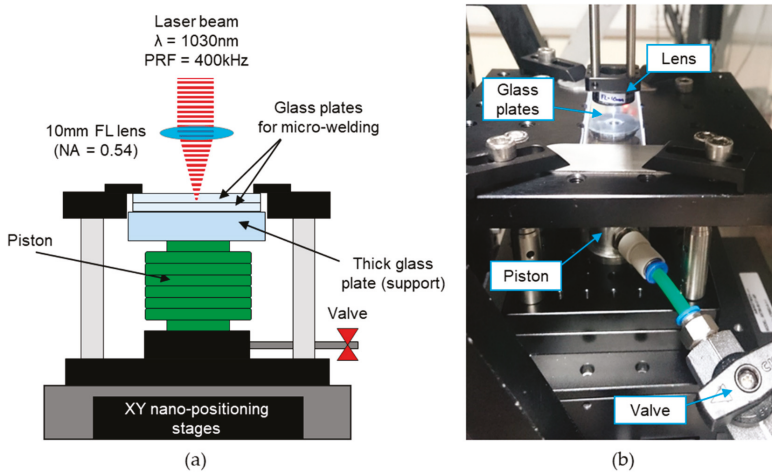 (a)
Laser beam
λ = 1030nm
PRF = 400kHz
10mm FL lens
(NA = 0.54)
Glass plates
for micro-welding
Piston
Thick glass
plate (support)
Valve
XY nano-positioning
stages
(a)
Lens
Glass
plates
Piston
Valve
(b)